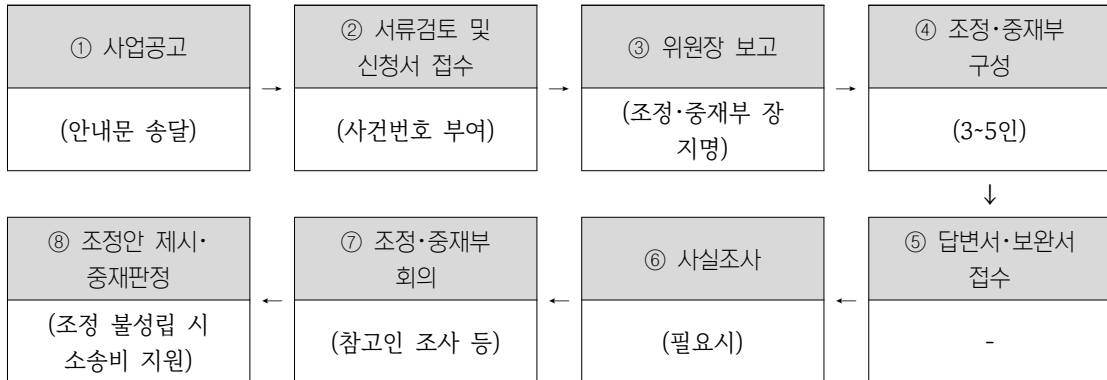 ① 사업공고
(안내문 송달)
→
② 서류검토 및
신청서 접수
(사건번호 부여)
→
③ 위원장 보고
(조정·중재부 장
지명)
→
④ 조정·중재부
구성
(3~5인)
↓
⑤ 답변서·보완서
접수
-
←
⑥ 사실조사
(필요시)
←
⑦ 조정·중재부
회의
(참고인 조사 등)
←
⑧ 조정안 제시·
중재판정
(조정 불성립 시
소송비 지원)